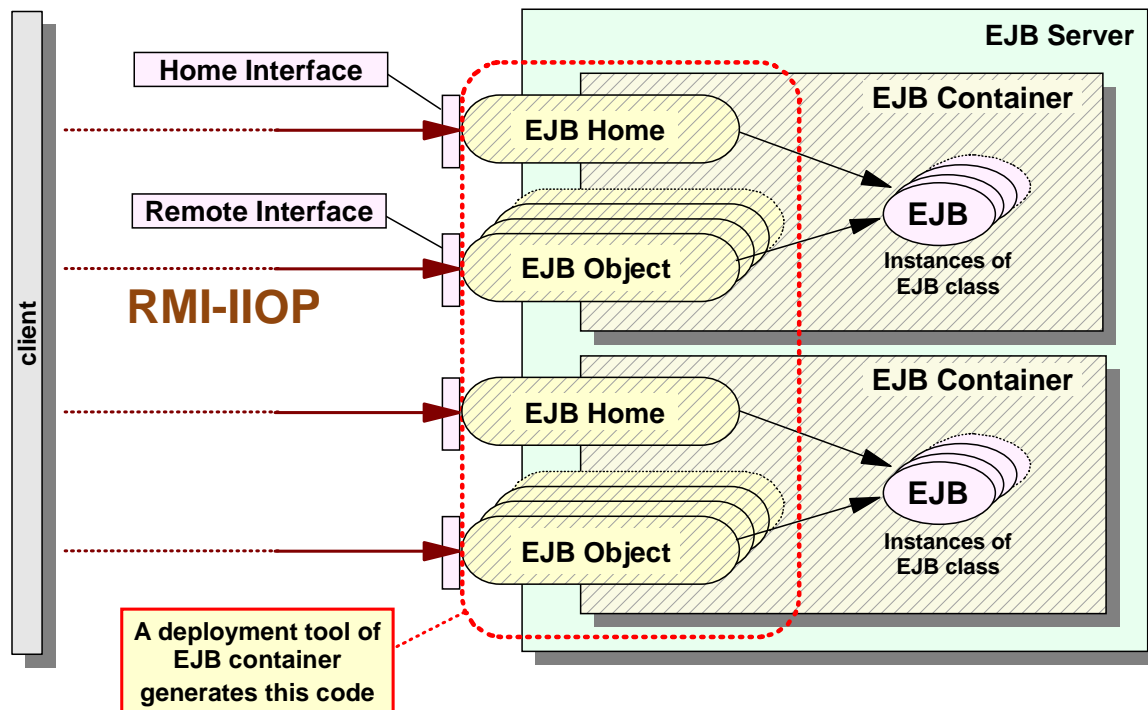 EJB Server
Home Interface
EJB Container
EJB Home
Remote Interface
EJB
EJB Object
Instances of
EJB class
RMI-IIOP
client
EJB Container
EJB Home
EJB
EJB Object
Instances of
EJB class
A deployment tool of
EJB container
generates this code